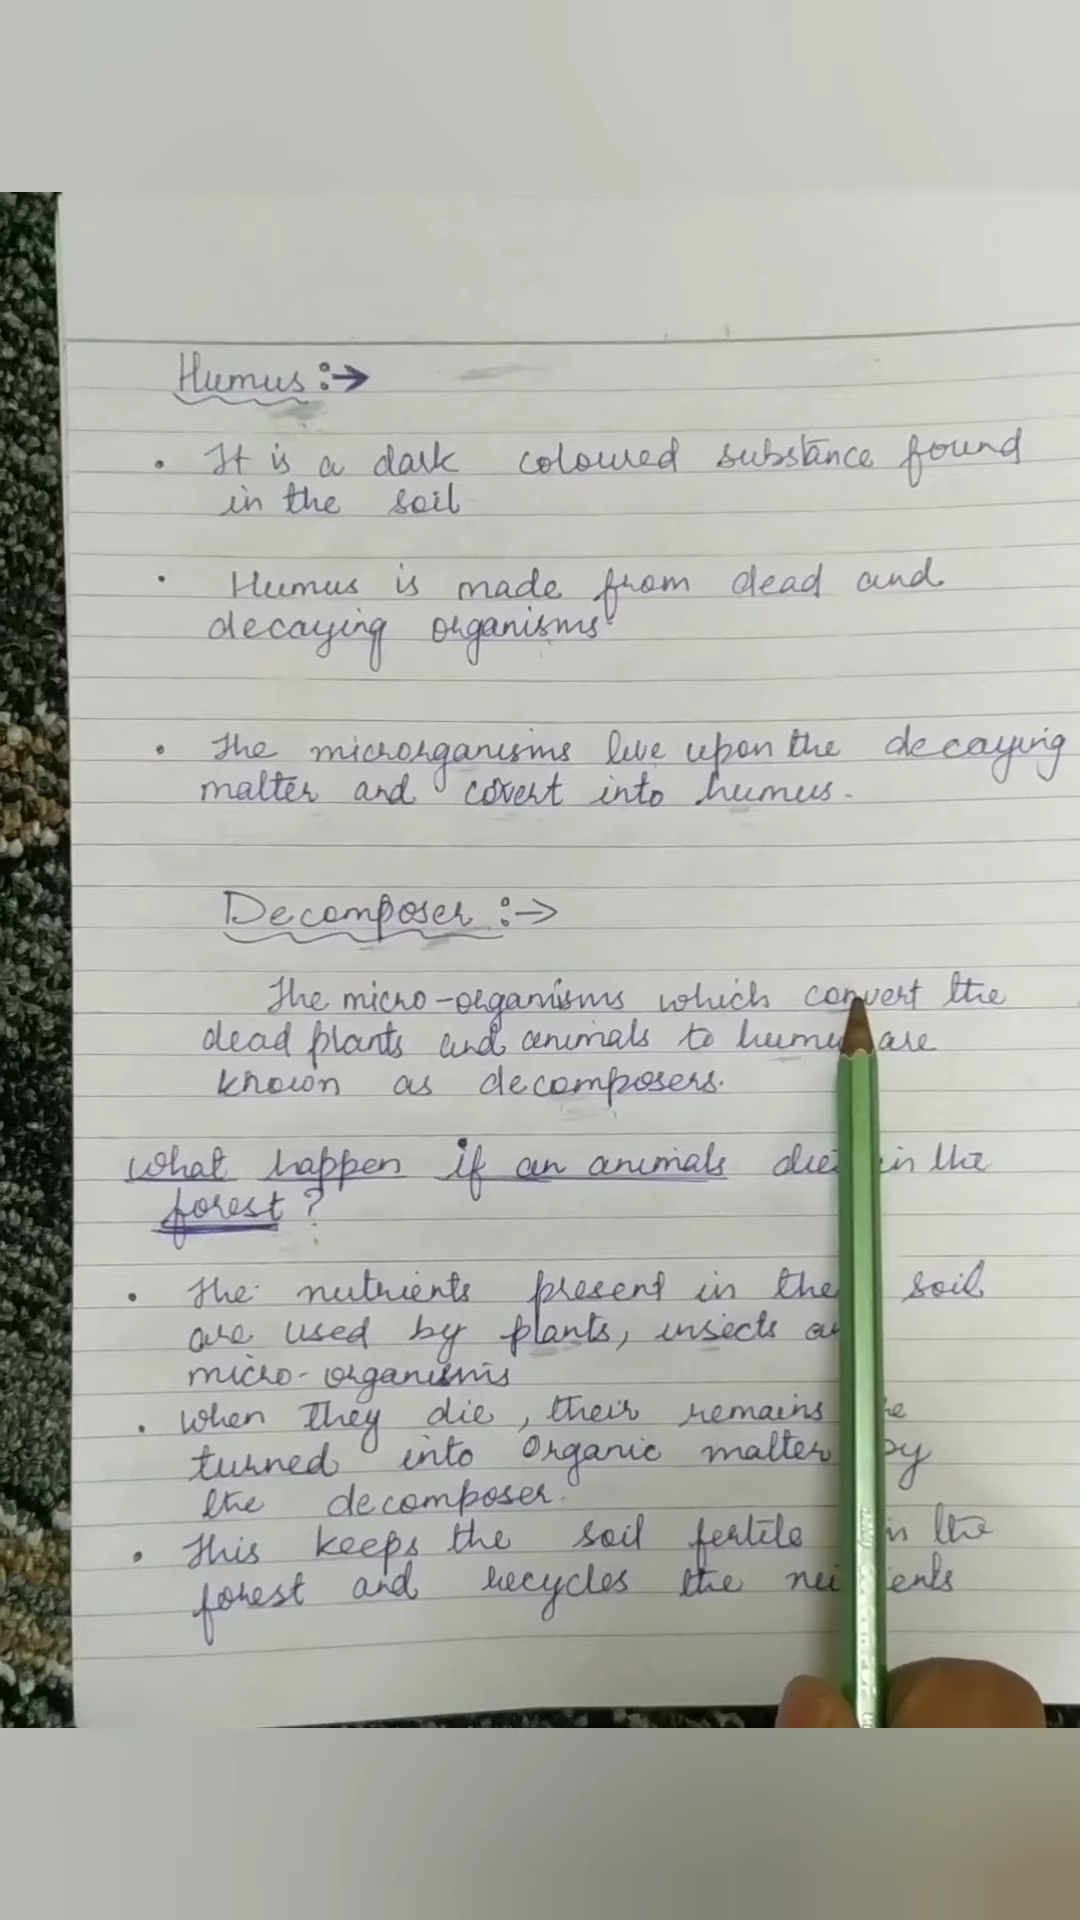 Humus :→
• It is a dark coloured substance found
in the soil
• Humus is made from dead and
decaying organisms.
• The microrganisms live upon the decaying
matter and covert into humus.
Decomposer :→
The micro-organisms which convert the
dead plants and animals to humus are
known as decomposers.
What happen if an animals dies in the
forest?
• The nutrients present in the soil
are used by plants, insects
micro-organisms
• When they die, their remains
turned into organic matter by
the decomposer.
• This keeps the soil fertile in the
forest and recycles the nutrients